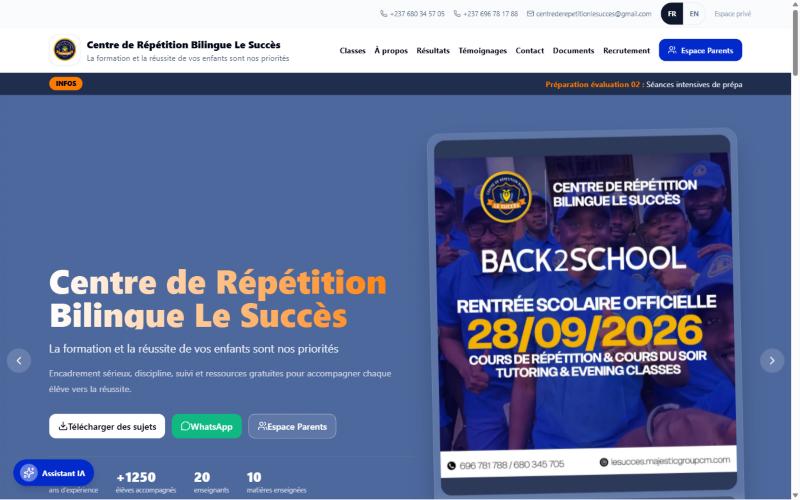 +237 680 34 57 05 +237 696 78 17 88 centrederepetitionlesucces@gmail.com FR EN Espace privé
Centre de Répétition Bilingue Le Succès
La formation et la réussite de vos enfants sont nos priorités
Classes À propos Résultats Témoignages Contact Documents Recrutement Espace Parents
INFOS
Préparation évaluation 02 : Séances intensives de prépa
CENTRE DE RÉPÉTITION
BILINGUE LE SUCCÈS
LE SUCCÈS
BACK2SCHOOL
RENTRÉE SCOLAIRE OFFICIELLE
28/09/2026
COURS DE RÉPÉTITION & COURS DU SOIR
TUTORING & EVENING CLASSES
696 781 788 / 680 345 705 lesucces.majesticgroupcm.com
Centre de Répétition
Bilingue Le Succès
La formation et la réussite de vos enfants sont nos priorités
Encadrement sérieux, discipline, suivi et ressources gratuites pour accompagner chaque
élève vers la réussite.
Télécharger des sujets WhatsApp Espace Parents
Assistant IA
+1250 20 10
ans d'expérience élèves accompagnés enseignants matières enseignées